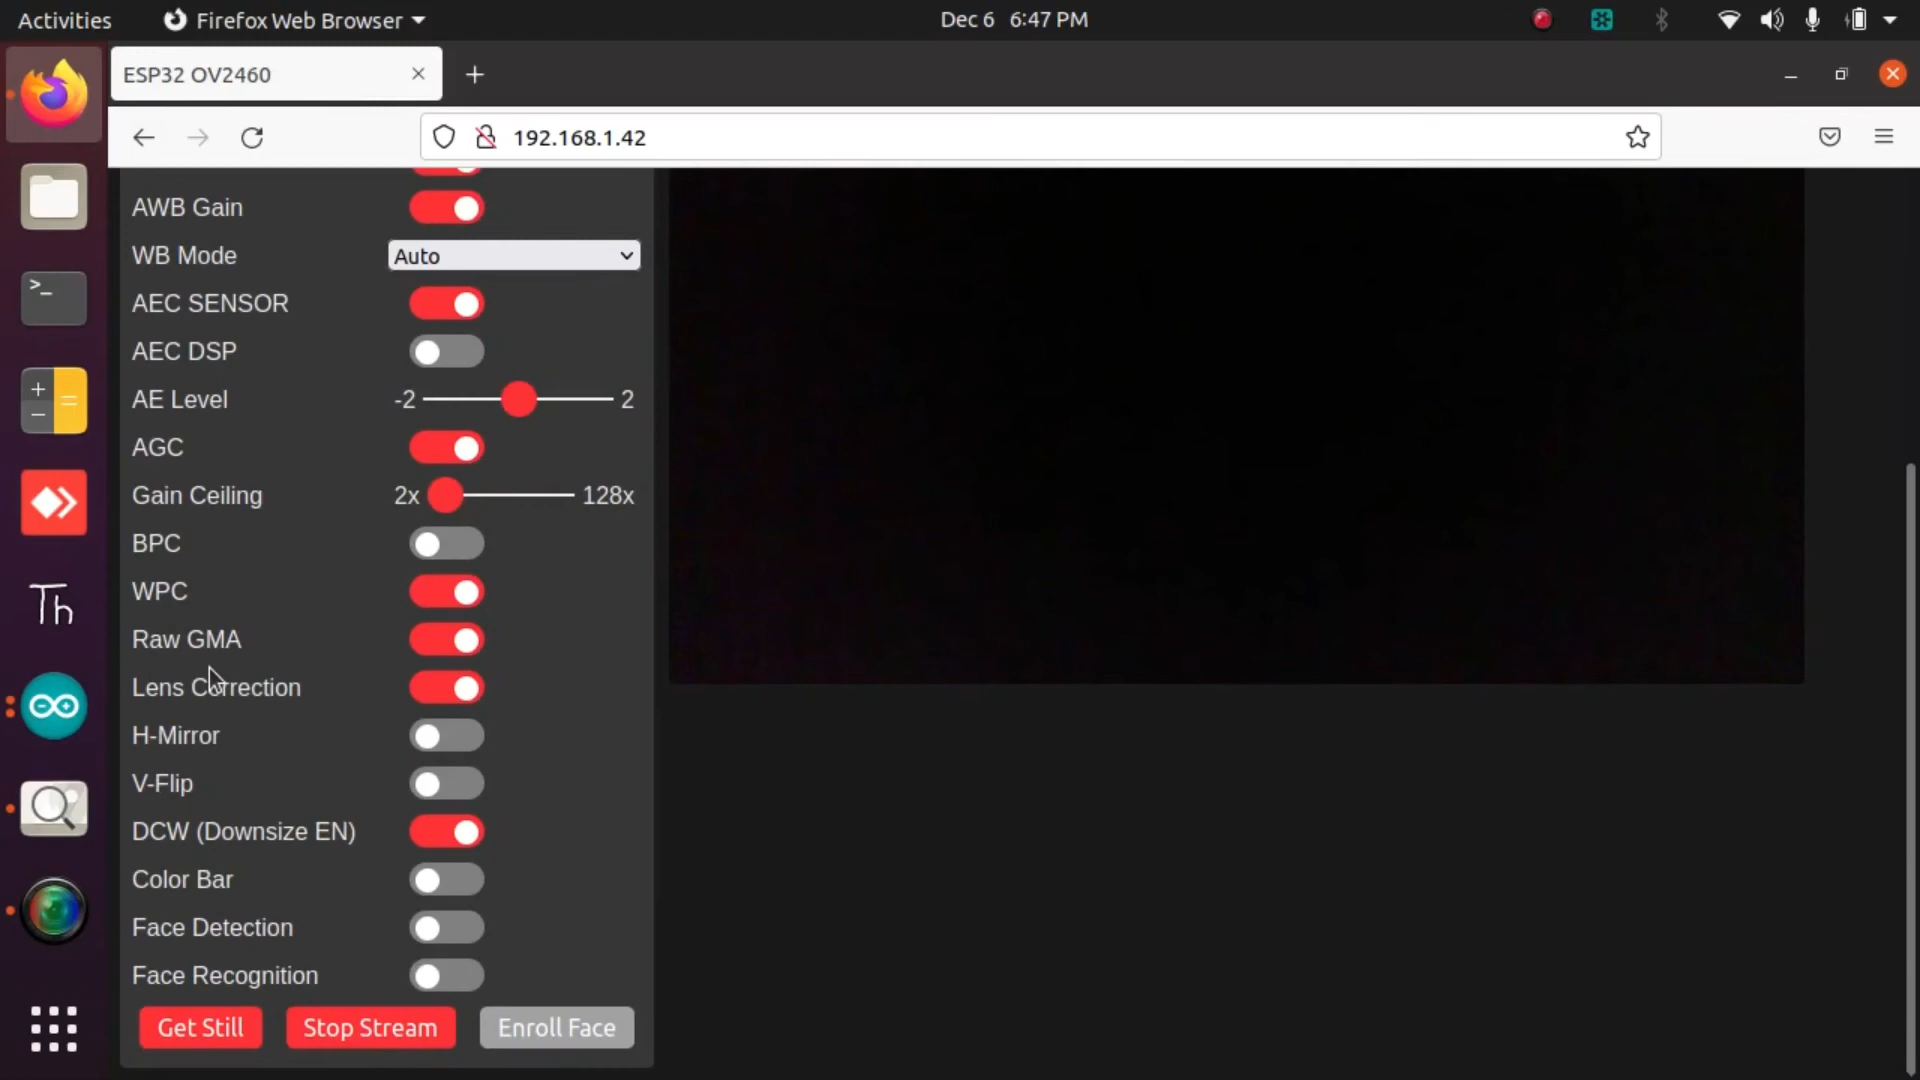 Activities Firefox Web Browser Dec 6 6:47 PM
ESP32 OV2460
192.168.1.42
AWB Gain
WB Mode Auto
AEC SENSOR
AEC DSP
AE Level -2 2
AGC
Gain Ceiling 2x 128x
BPC
WPC
Raw GMA
Lens Correction
H-Mirror
V-Flip
DCW (Downsize EN)
Color Bar
Face Detection
Face Recognition
Get Still Stop Stream Enroll Face
Th